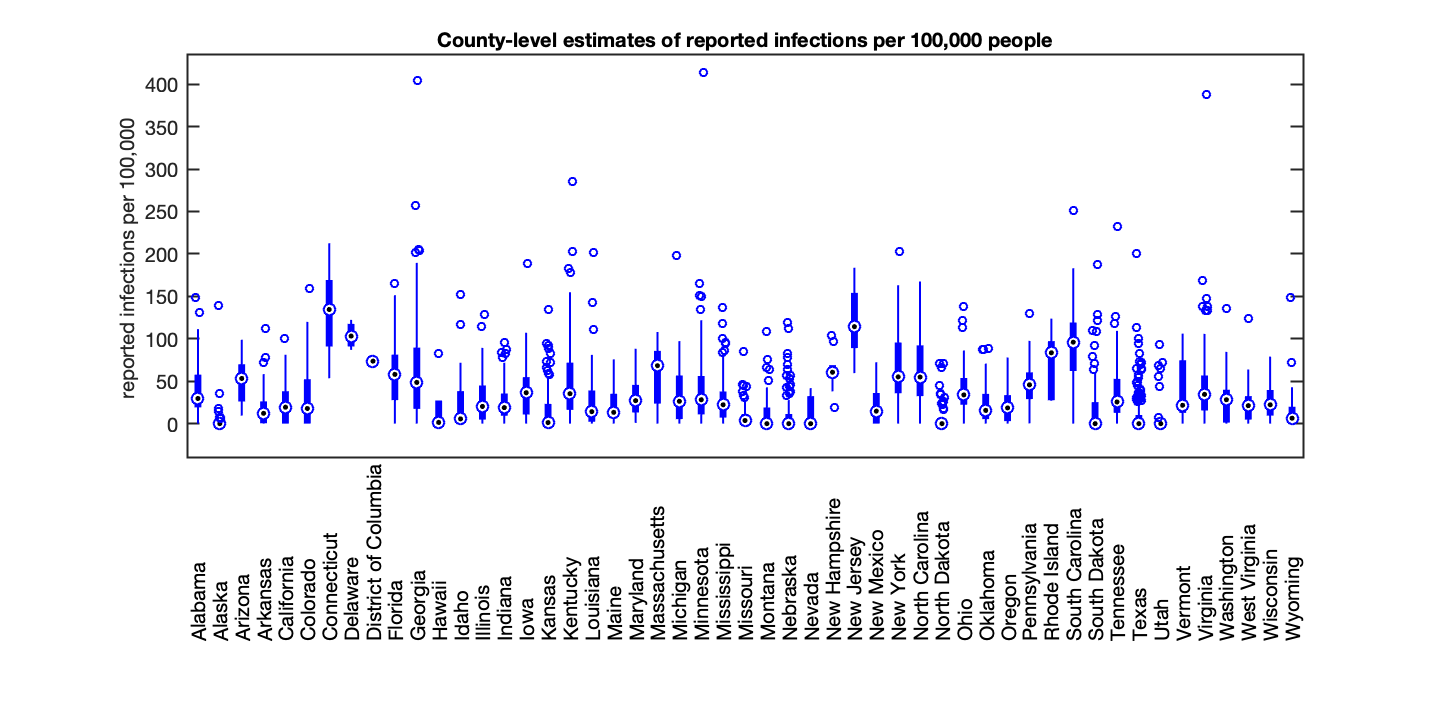 County-level estimates of reported infections per 100,000 people
reported infections per 100,000
400
350
300
250
200
150
100
50
0
Alabama
Alaska
Arizona
Arkansas
California
Colorado
Connecticut
Delaware
District of Columbia
Florida
Georgia
Hawaii
Idaho
Illinois
Indiana
Iowa
Kansas
Kentucky
Louisiana
Maine
Maryland
Massachusetts
Michigan
Minnesota
Mississippi
Missouri
Montana
Nebraska
Nevada
New Hampshire
New Jersey
New Mexico
New York
North Carolina
North Dakota
Ohio
Oklahoma
Oregon
Pennsylvania
Rhode Island
South Carolina
South Dakota
Tennessee
Texas
Utah
Vermont
Virginia
Washington
West Virginia
Wisconsin
Wyoming